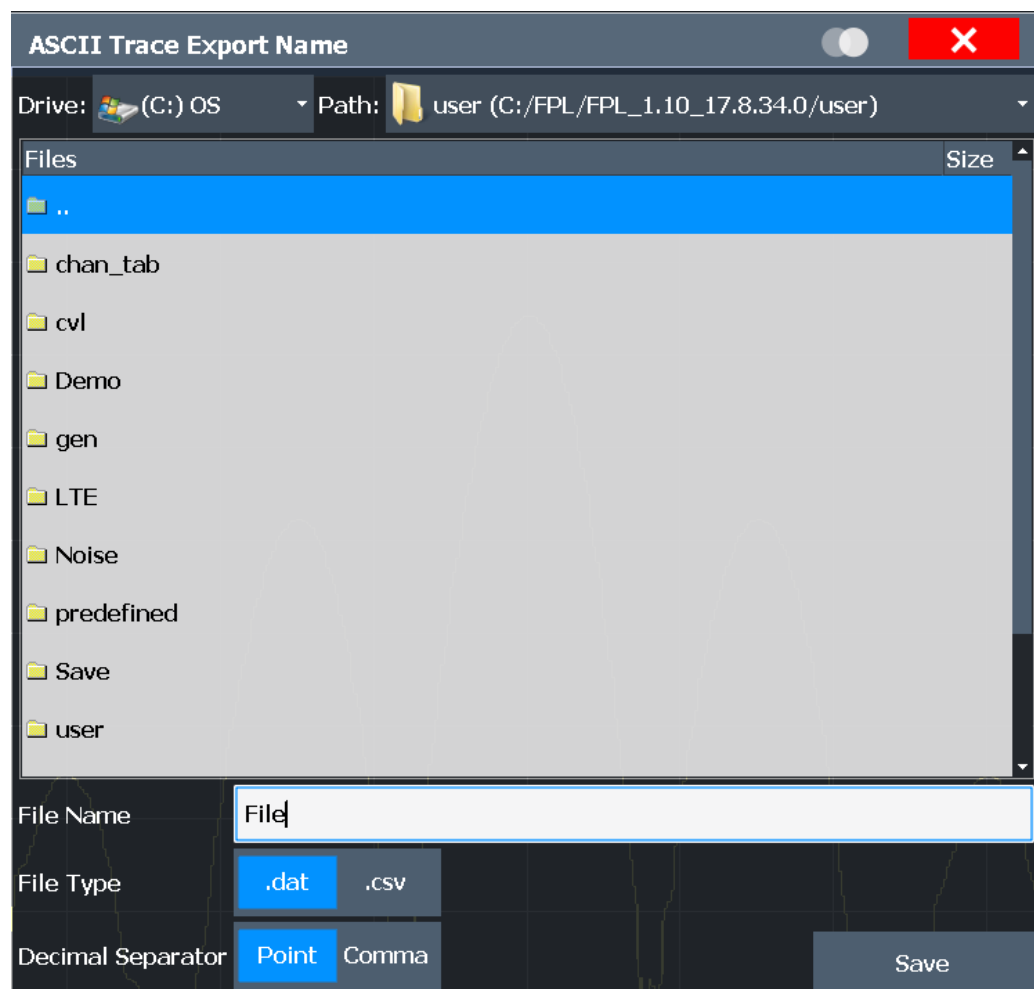 ASCII Trace Export Name
Drive: (C:) OS Path: user (C:/FPL/FPL_1.10_17.8.34.0/user)
Files Size
..
chan_tab
cvl
Demo
gen
LTE
Noise
predefined
Save
user
File Name File
File Type .dat .csv
Decimal Separator Point Comma
Save